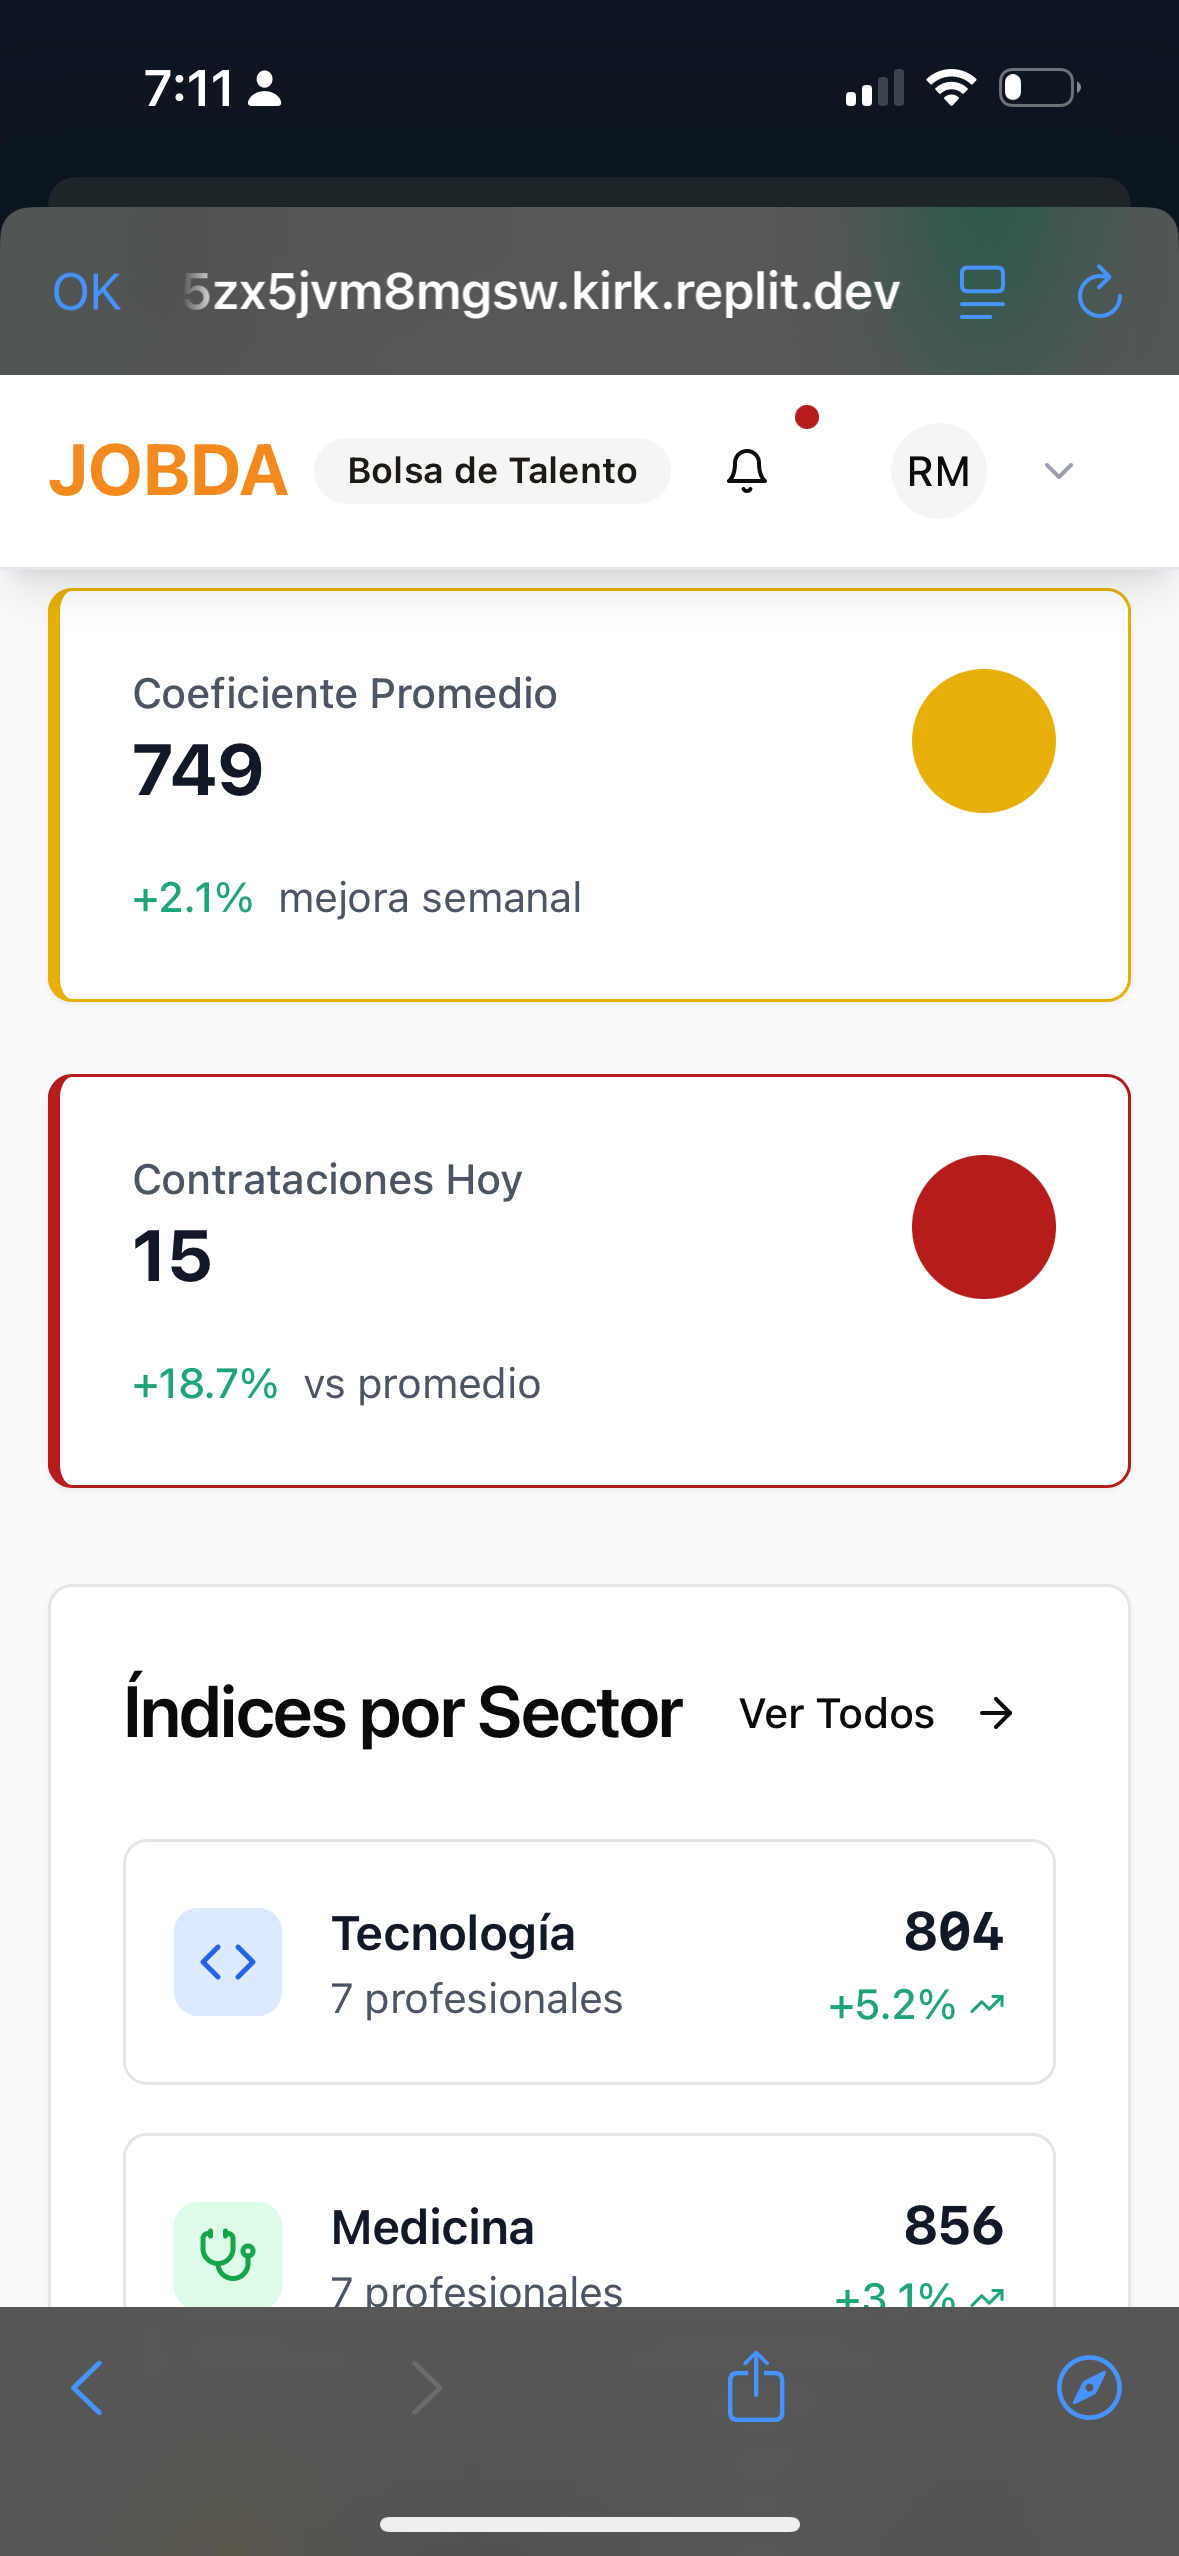 7:11
OK
5zx5jvm8mgsw.kirk.replit.dev
JOBDA
Bolsa de Talento
RM
Coeficiente Promedio
749
+2.1% mejora semanal
Contrataciones Hoy
15
+18.7% vs promedio
Índices por Sector
Ver Todos →
Tecnología
804
7 profesionales
+5.2%
Medicina
856
7 profesionales
+3.1%